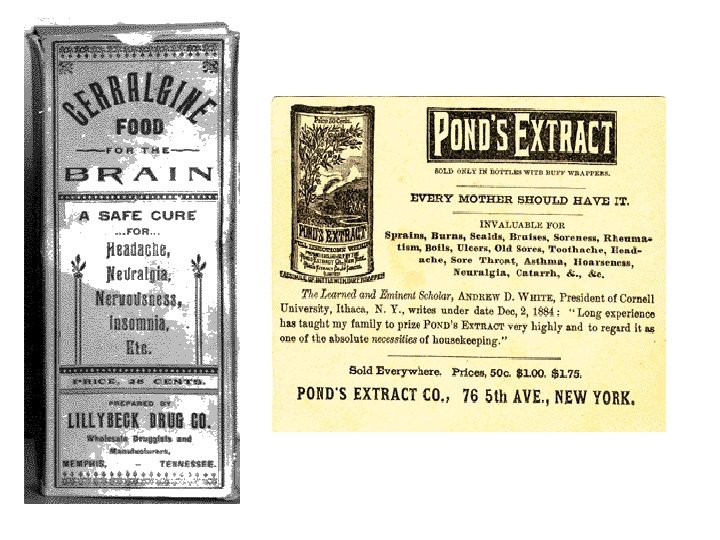 CERRALGINE
FOOD
FOR THE
BRAIN
A SAFE CURE
...FOR...
Headache,
Neuralgia,
Nervousness,
Insomnia,
Etc.
PRICE, 25 CENTS.
PREPARED BY
LILLYBECK DRUG CO.
Wholesale Druggists and
Manufacturers,
MEMPHIS, - TENNESSEE.
Price 50 Cents.
POND'S EXTRACT
POND'S EXTRACT
SOLD ONLY IN BOTTLES WITH BUFF WRAPPERS.
EVERY MOTHER SHOULD HAVE IT.
INVALUABLE FOR
Sprains, Burns, Scalds, Bruises, Soreness, Rheuma-
tism, Boils, Ulcers, Old Sores, Toothache, Head-
ache, Sore Throat, Asthma, Hoarseness,
Neuralgia, Catarrh, &., &c.
The Learned and Eminent Scholar, ANDREW D. WHITE, President of Cornell
University, Ithaca, N. Y., writes under date Dec, 2, 1884: "Long experience
has taught my family to prize POND'S EXTRACT very highly and to regard it as
one of the absolute necessities of housekeeping."
Sold Everywhere. Prices, 50c. $1.00. $1.75.
POND'S EXTRACT CO., 76 5th AVE., NEW YORK.